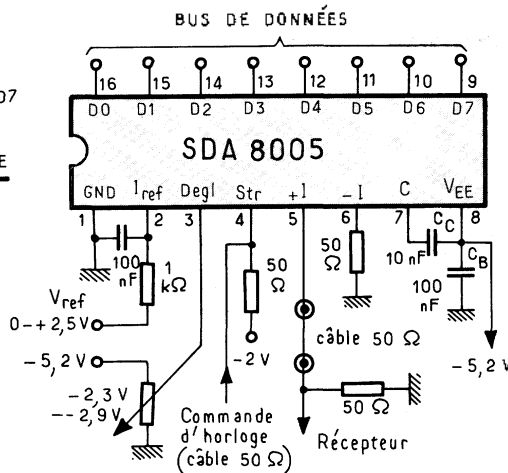 BUS DE DONNÉES
16 15 14 13 12 11 10 9
D7
D0 D1 D2 D3 D4 D5 D6 D7
SDA 8005
E
GND Iref Degl Str +I -I C VEE
1 2 3 4 5 6 7 8
100 nF
1 kΩ
50 Ω
50 Ω
CC
10 nF
CB
100 nF
Vref
0-+2,5V
-5,2V
-2V
câble 50 Ω
-5,2V
-2,3V
--2,9V
50 Ω
Commande
d'horloge
(câble 50 Ω)
Récepteur